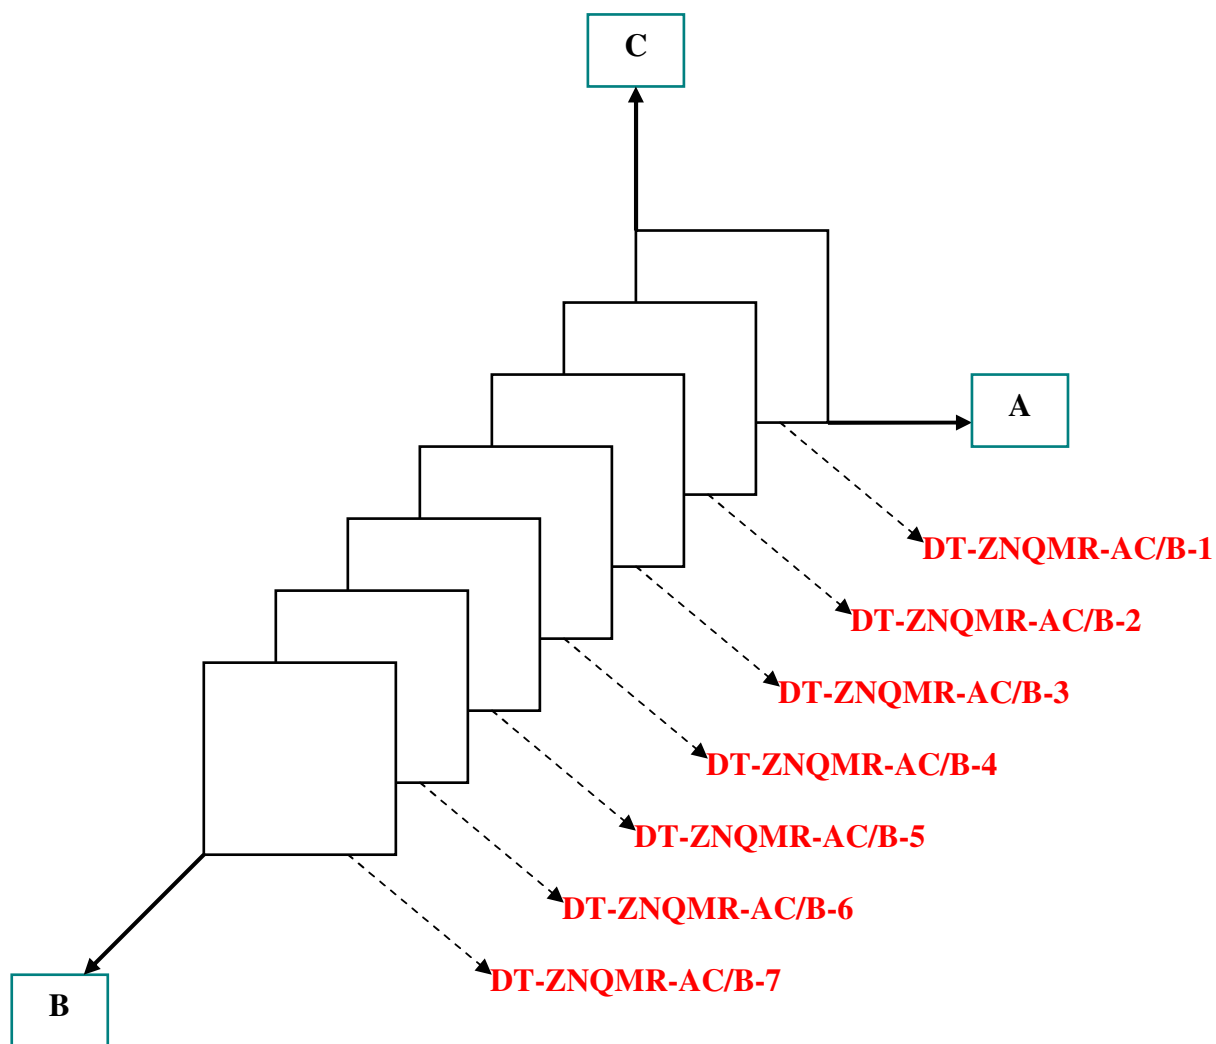 C
A
DT-ZNQMR-AC/B-1
DT-ZNQMR-AC/B-2
DT-ZNQMR-AC/B-3
DT-ZNQMR-AC/B-4
DT-ZNQMR-AC/B-5
DT-ZNQMR-AC/B-6
DT-ZNQMR-AC/B-7
B